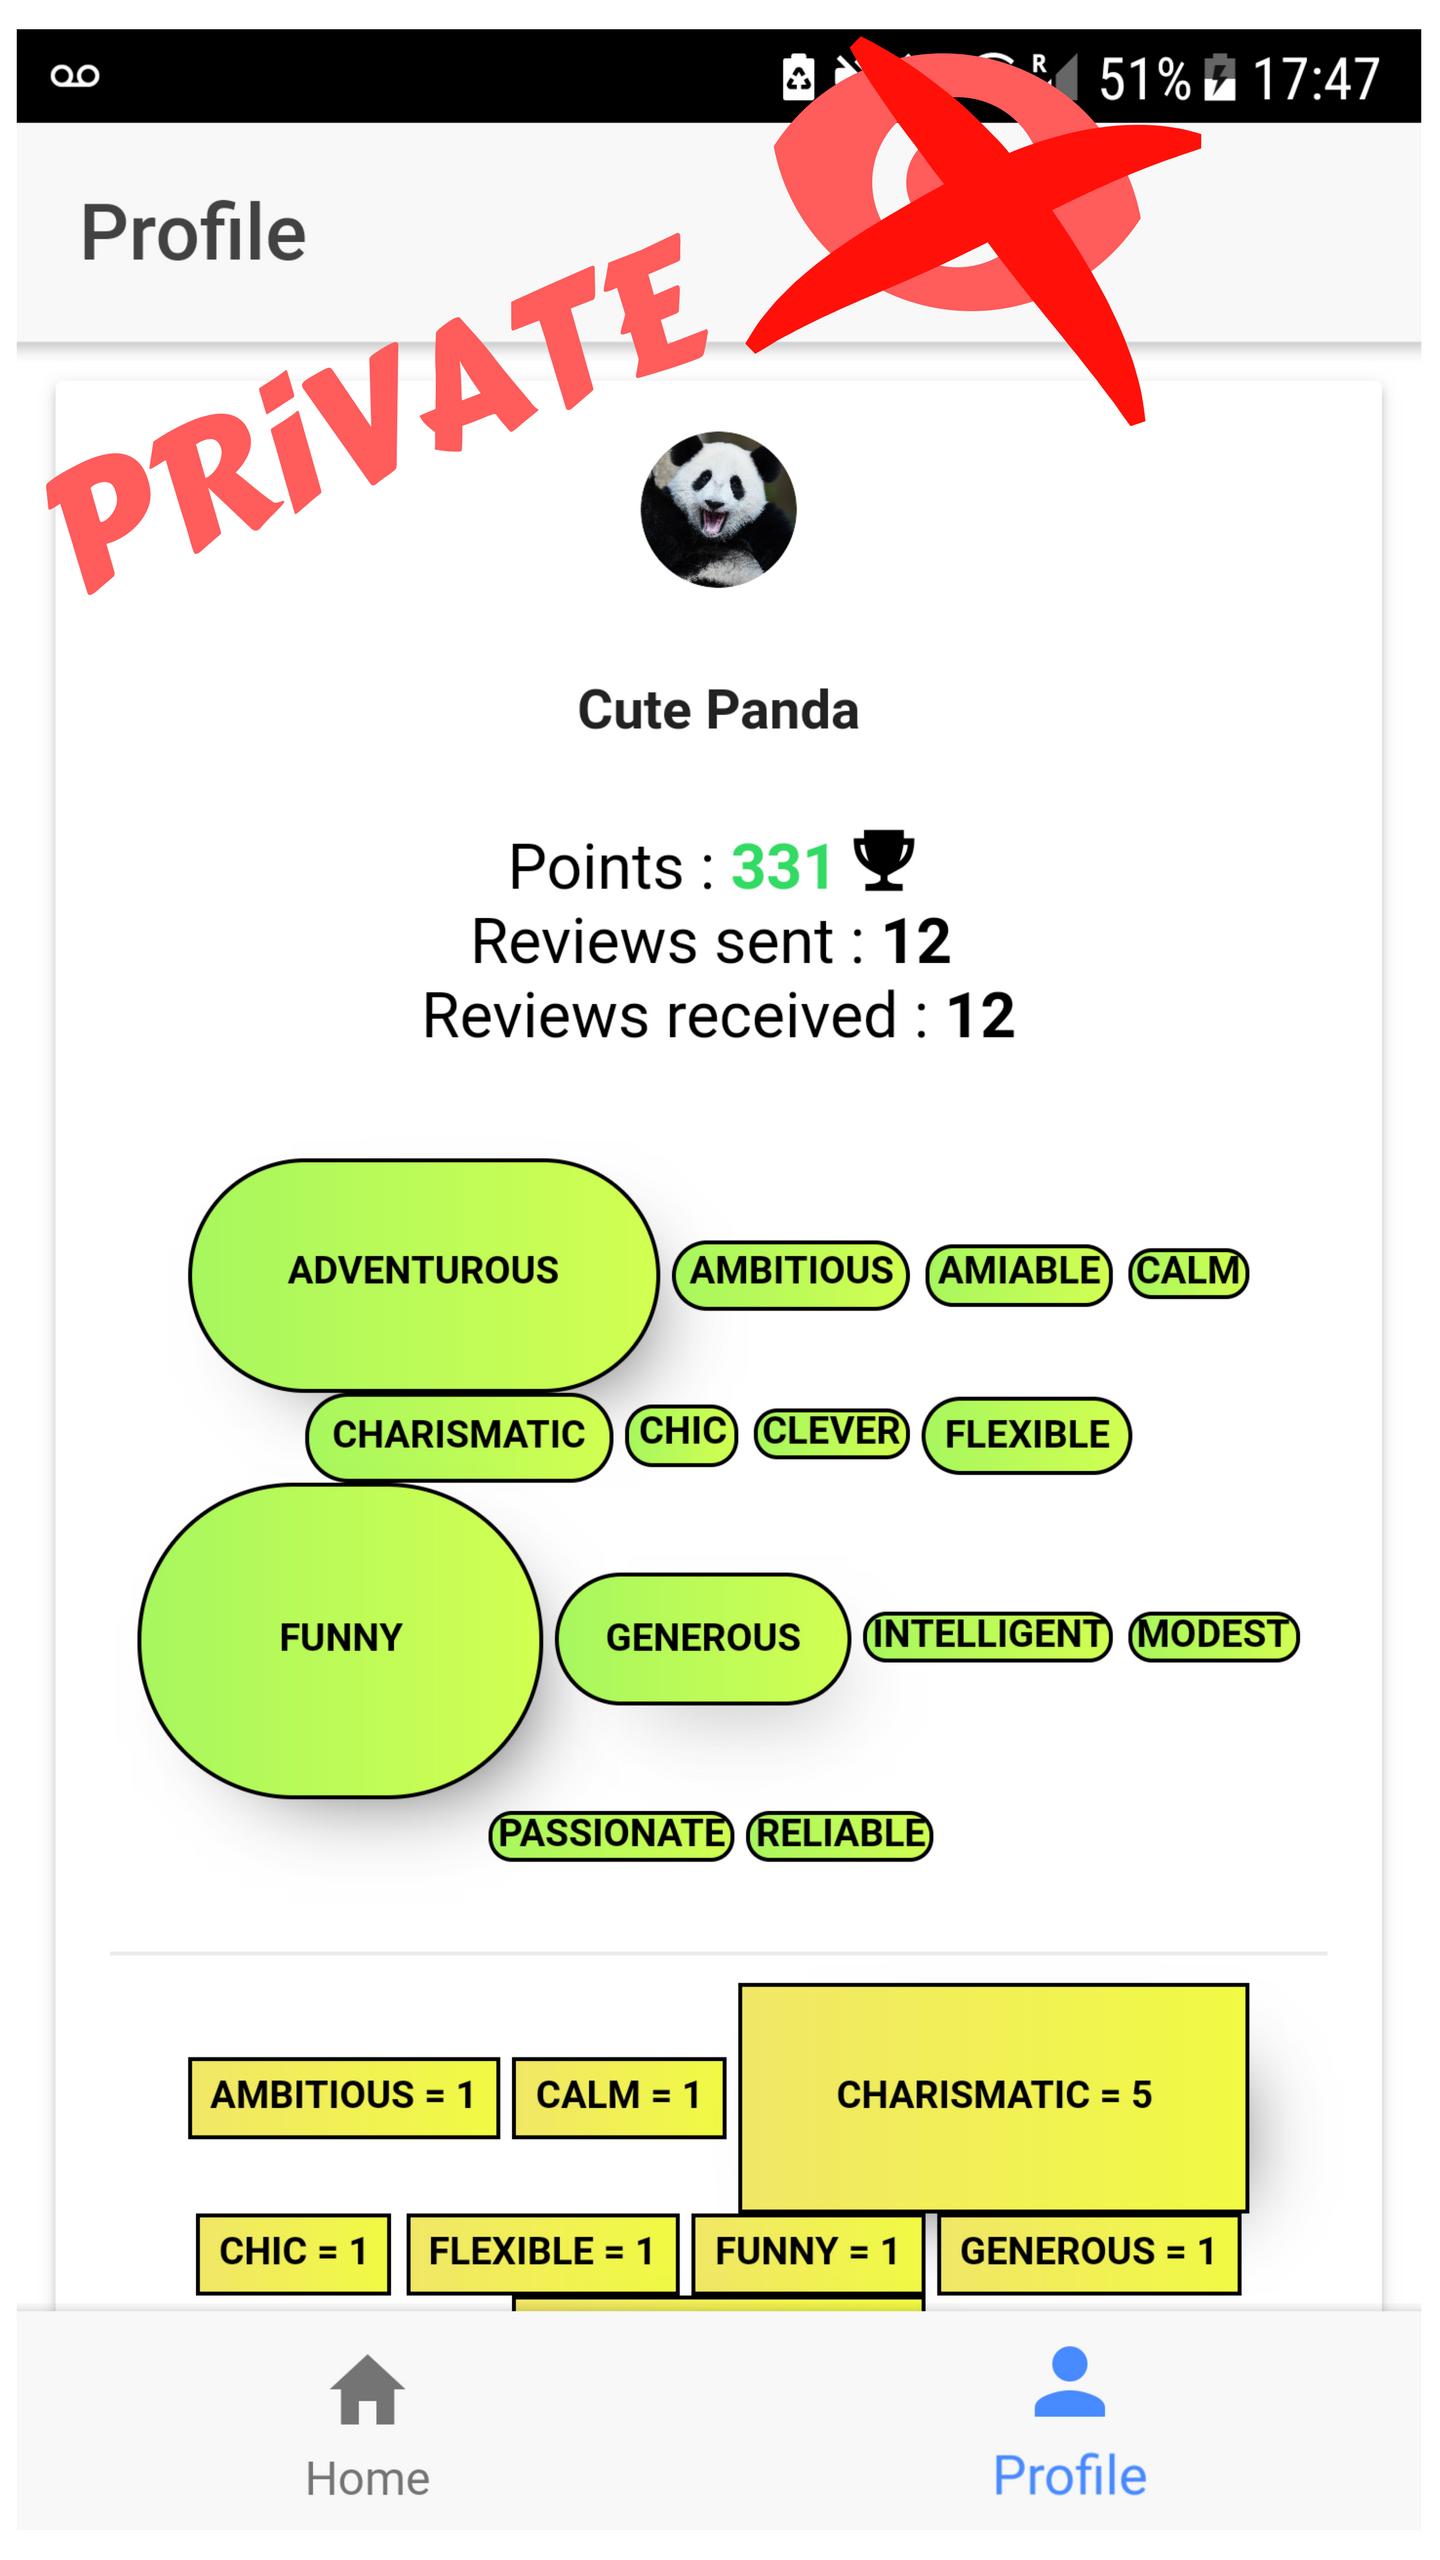 R 51% 17:47
Profile
PRiVATE
Cute Panda
Points : 331
Reviews sent : 12
Reviews received : 12
ADVENTUROUS AMBITIOUS AMIABLE CALM
CHARISMATIC CHIC CLEVER FLEXIBLE
FUNNY GENEROUS INTELLIGENT MODEST
PASSIONATE RELIABLE
AMBITIOUS = 1 CALM = 1 CHARISMATIC = 5
CHIC = 1 FLEXIBLE = 1 FUNNY = 1 GENEROUS = 1
Home Profile